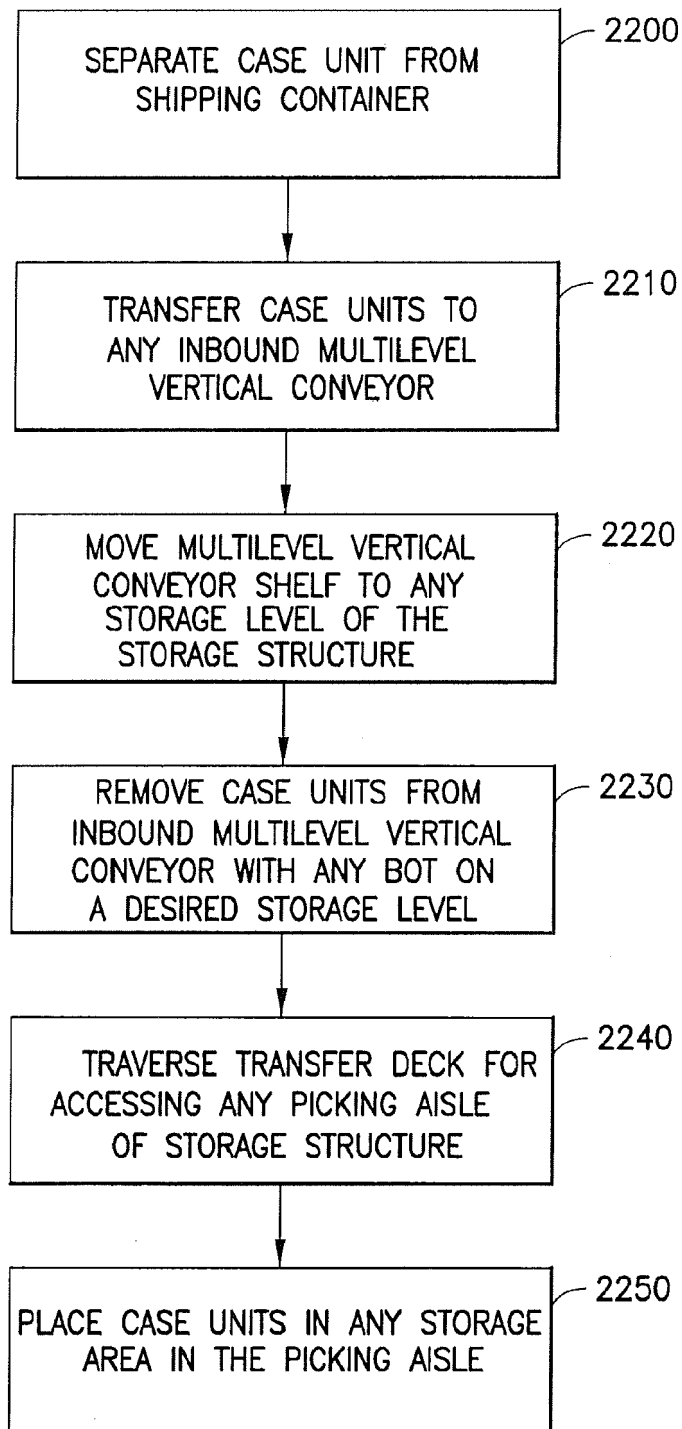 2200
SEPARATE CASE UNIT FROM
SHIPPING CONTAINER
2210
TRANSFER CASE UNITS TO
ANY INBOUND MULTILEVEL
VERTICAL CONVEYOR
2220
MOVE MULTILEVEL VERTICAL
CONVEYOR SHELF TO ANY
STORAGE LEVEL OF THE
STORAGE STRUCTURE
2230
REMOVE CASE UNITS FROM
INBOUND MULTILEVEL VERTICAL
CONVEYOR WITH ANY BOT ON
A DESIRED STORAGE LEVEL
2240
TRAVERSE TRANSFER DECK FOR
ACCESSING ANY PICKING AISLE
OF STORAGE STRUCTURE
2250
PLACE CASE UNITS IN ANY STORAGE
AREA IN THE PICKING AISLE